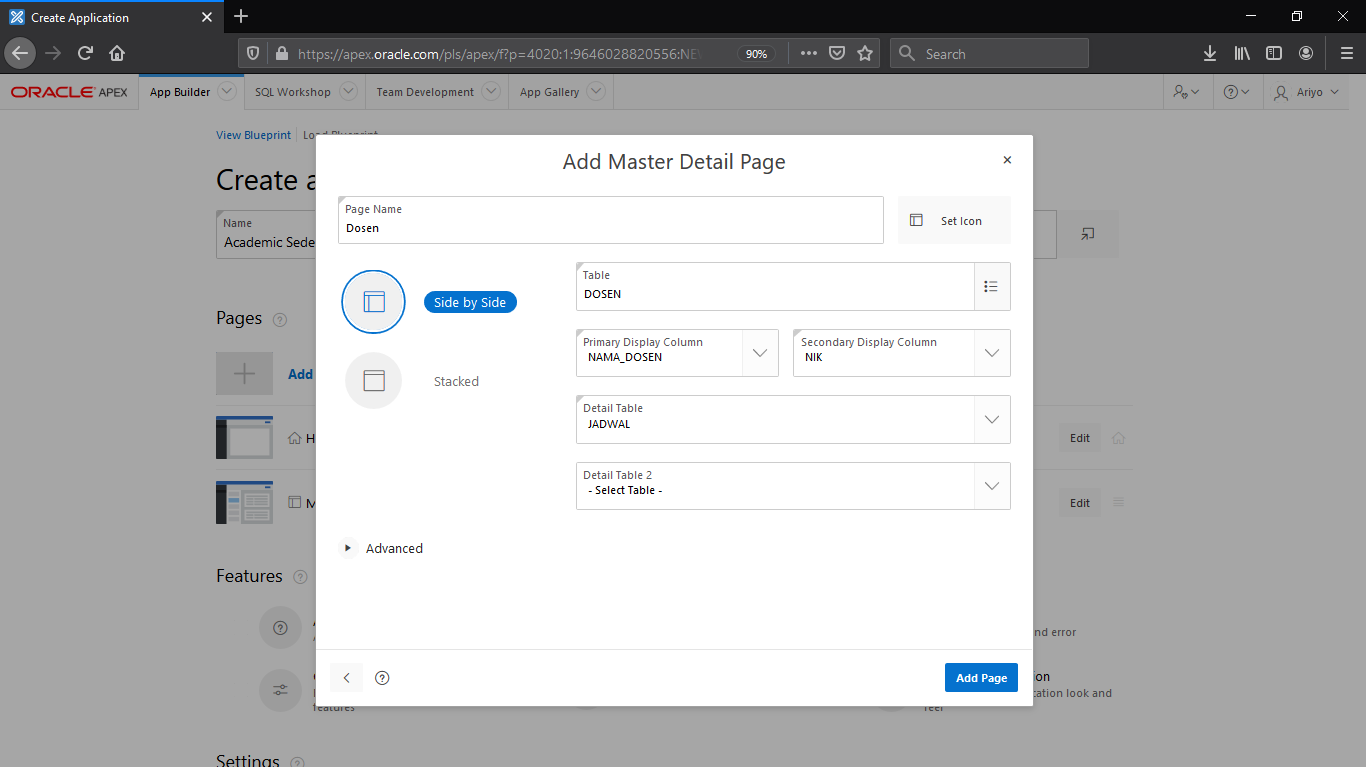 Create Application
https://apex.oracle.com/pls/apex/f?p=4020:1:9646028820556:NE
90%
Search
ORACLE APEX
App Builder
SQL Workshop
Team Development
App Gallery
Ariyo
View Blueprint
Load Blueprint
Create a
Name
Academic Sede
Pages
Add
H
Edit
M
Edit
Features
nd error
ion
cation look and
features
feel
Settings
Add Master Detail Page
Page Name
Dosen
Set Icon
Side by Side
Stacked
Table
DOSEN
Primary Display Column
NAMA_DOSEN
Secondary Display Column
NIK
Detail Table
JADWAL
Detail Table 2
- Select Table -
Advanced
Add Page